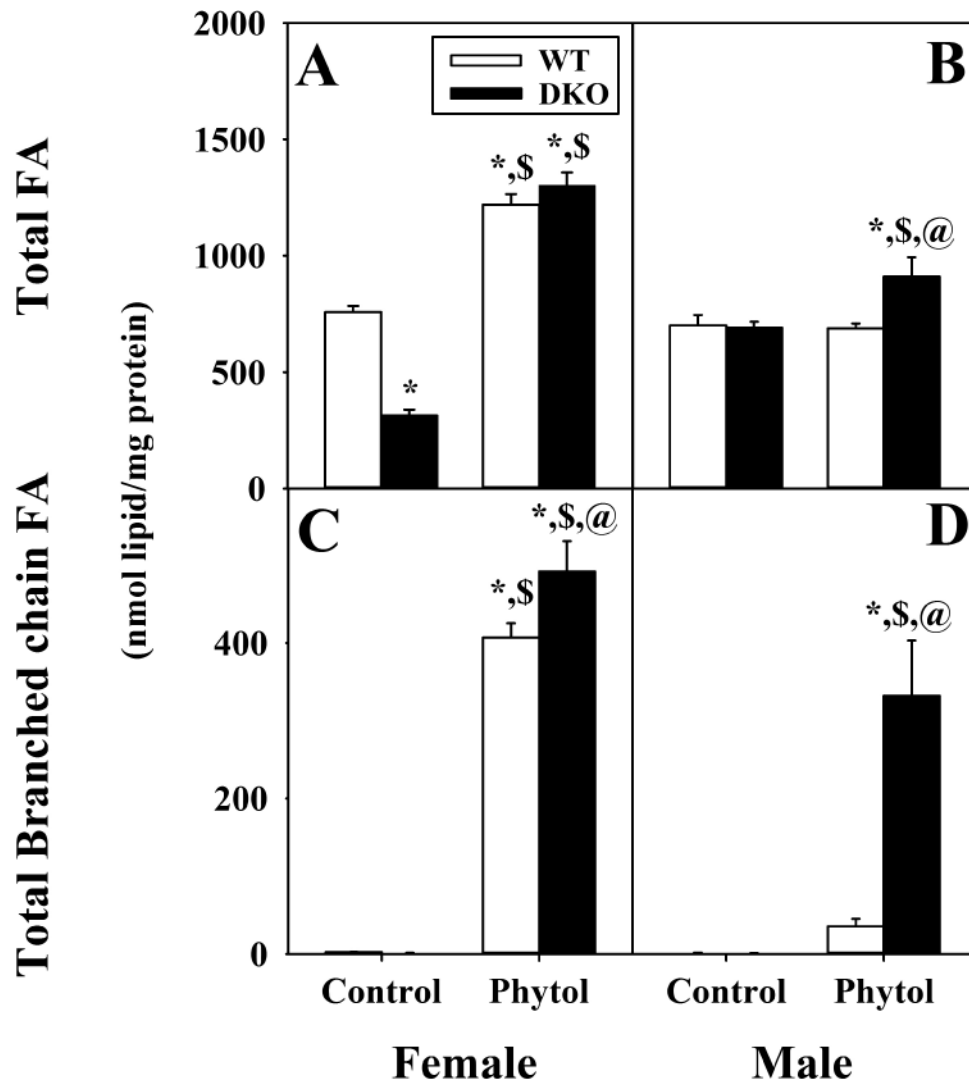 2000
A
WT
DKO
B
1500
*,$
*,$
*,$,@
1000
500
*
0
Total FA
(nmol lipid/mg protein)
C
*,$,@
D
*,$
*,$,@
400
200
0
Total Branched chain FA
Control Phytol Control Phytol
Female Male